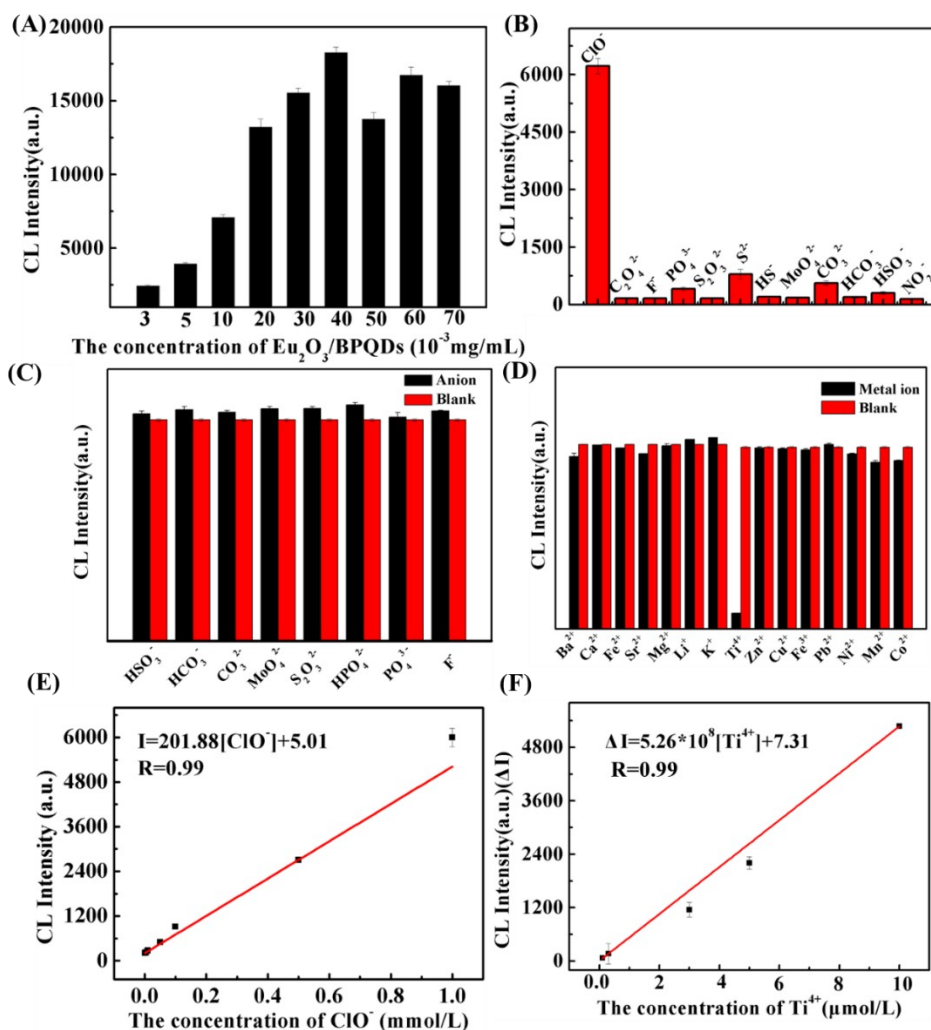 (A)
20000
15000
10000
5000
CL Intensity(a.u.)
3 5 10 20 30 40 50 60 70
The concentration of Eu₂O₃/BPQDs (10⁻³mg/mL)
(B)
6000
4500
3000
1500
0
CL Intensity(a.u.)
ClO⁻
C₂O₄²⁻
F⁻
PO₄³⁻
S₂O₃²⁻
S²⁻
HS⁻
MoO₄²⁻
CO₃²⁻
HCO₃⁻
HSO₃⁻
NO₃⁻
(C)
Anion
Blank
CL Intensity(a.u.)
HSO₃⁻
HCO₃⁻
CO₃²⁻
MoO₄²⁻
S₂O₃²⁻
HPO₄²⁻
PO₄³⁻
F⁻
(D)
Metal ion
Blank
CL Intensity(a.u.)
Ba²⁺
Ca²⁺
Fe²⁺
Sr²⁺
Mg²⁺
Li⁺
K⁺
Ti⁴⁺
Zn²⁺
Cu²⁺
Fe³⁺
Pb²⁺
Ni²⁺
Mn²⁺
Co²⁺
(E)
I=201.88[ClO⁻]+5.01
R=0.99
6000
4800
3600
2400
1200
0
CL Intensity (a.u.)
0.0 0.2 0.4 0.6 0.8 1.0
The concentration of ClO⁻ (mmol/L)
(F)
ΔI=5.26*10⁸[Ti⁴⁺]+7.31
R=0.99
4800
3600
2400
1200
0
CL Intensity(a.u.)(ΔI)
0 2 4 6 8 10
The concentration of Ti⁴⁺(μmol/L)